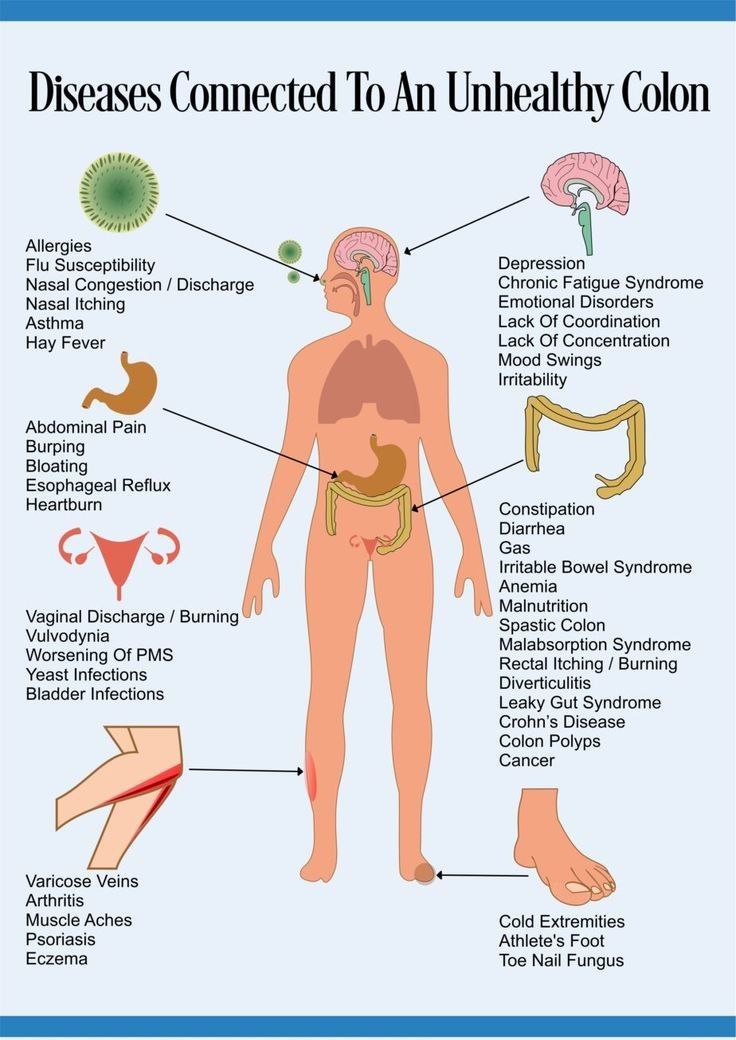 Diseases Connected To An Unhealthy Colon
Allergies
Flu Susceptibility
Nasal Congestion / Discharge
Nasal Itching
Asthma
Hay Fever
Depression
Chronic Fatigue Syndrome
Emotional Disorders
Lack Of Coordination
Lack Of Concentration
Mood Swings
Irritability
Abdominal Pain
Burping
Bloating
Esophageal Reflux
Heartburn
Constipation
Diarrhea
Gas
Irritable Bowel Syndrome
Anemia
Malnutrition
Spastic Colon
Malabsorption Syndrome
Rectal Itching / Burning
Diverticulitis
Leaky Gut Syndrome
Crohn's Disease
Colon Polyps
Cancer
Vaginal Discharge / Burning
Vulvodynia
Worsening Of PMS
Yeast Infections
Bladder Infections
Varicose Veins
Arthritis
Muscle Aches
Psoriasis
Eczema
Cold Extremities
Athlete's Foot
Toe Nail Fungus